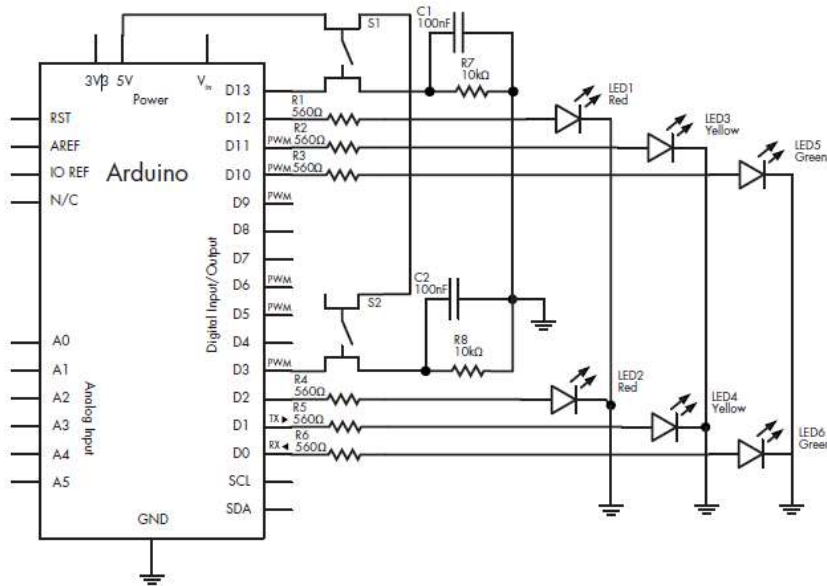 S1
C1
100nF
R7
10kΩ
3V3
5V
Vin
Power
Arduino
RST
AREF
IO REF
N/C
A0
A1
A2
A3
A4
A5
Analog Input
Digital Input/Output
D13
D12
D11
D10
D9
D8
D7
D6
D5
D4
D3
D2
D1
D0
SCL
SDA
GND
R1
560Ω
R2
PWM 560Ω
R3
PWM 560Ω
PWM
PWM
PWM
PWM
S2
C2
100nF
R8
10kΩ
R4
560Ω
R5
TX 560Ω
R6
RX 560Ω
LED1
Red
LED3
Yellow
LED5
Green
LED2
Red
LED4
Yellow
LED6
Green